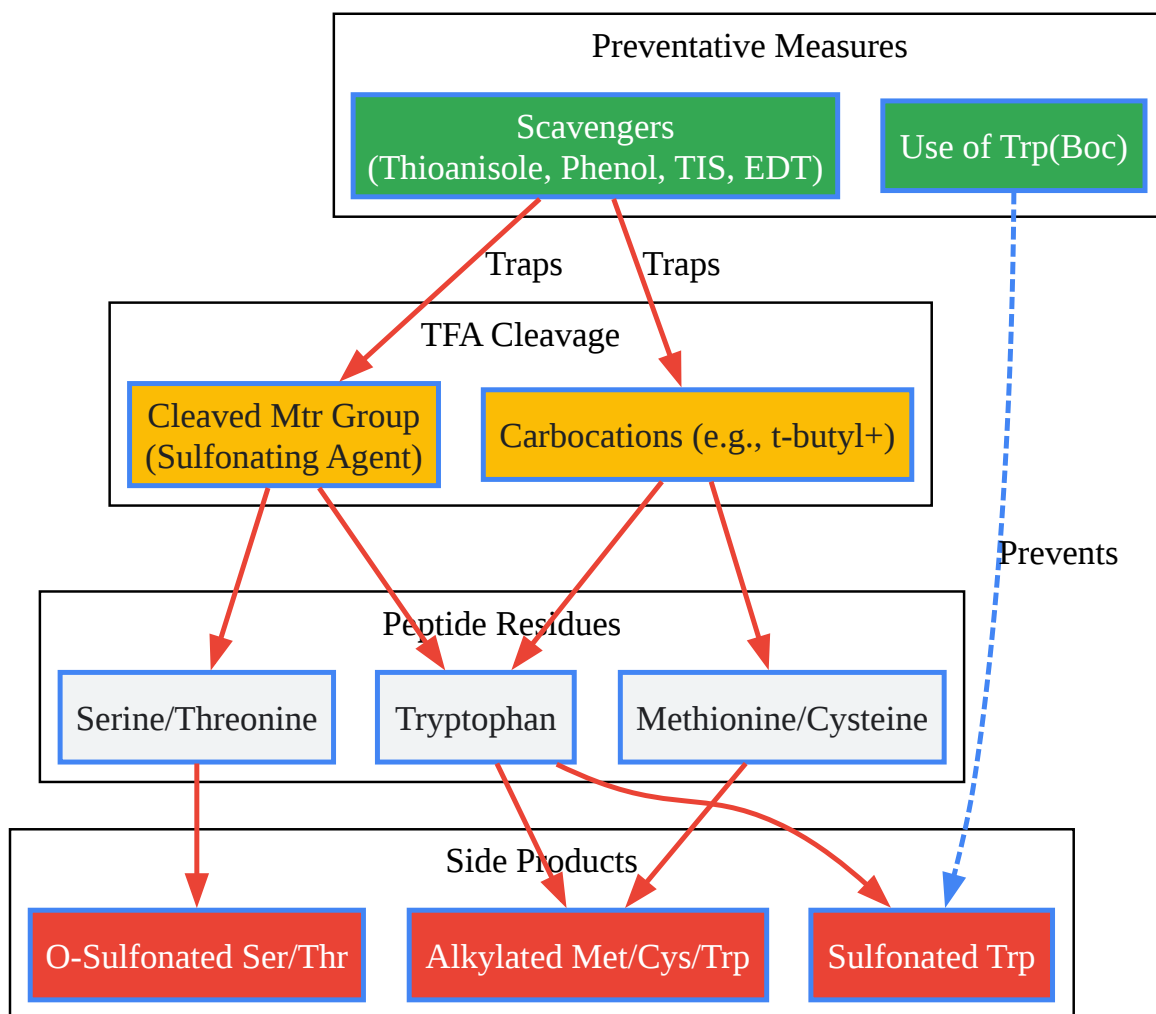 Preventative Measures
Scavengers
(Thioanisole, Phenol, TIS, EDT)
Use of Trp(Boc)
Traps
Traps
TFA Cleavage
Cleaved Mtr Group
(Sulfonating Agent)
Carbocations (e.g., t-butyl+)
Prevents
Peptide Residues
Serine/Threonine
Tryptophan
Methionine/Cysteine
Side Products
O-Sulfonated Ser/Thr
Alkylated Met/Cys/Trp
Sulfonated Trp